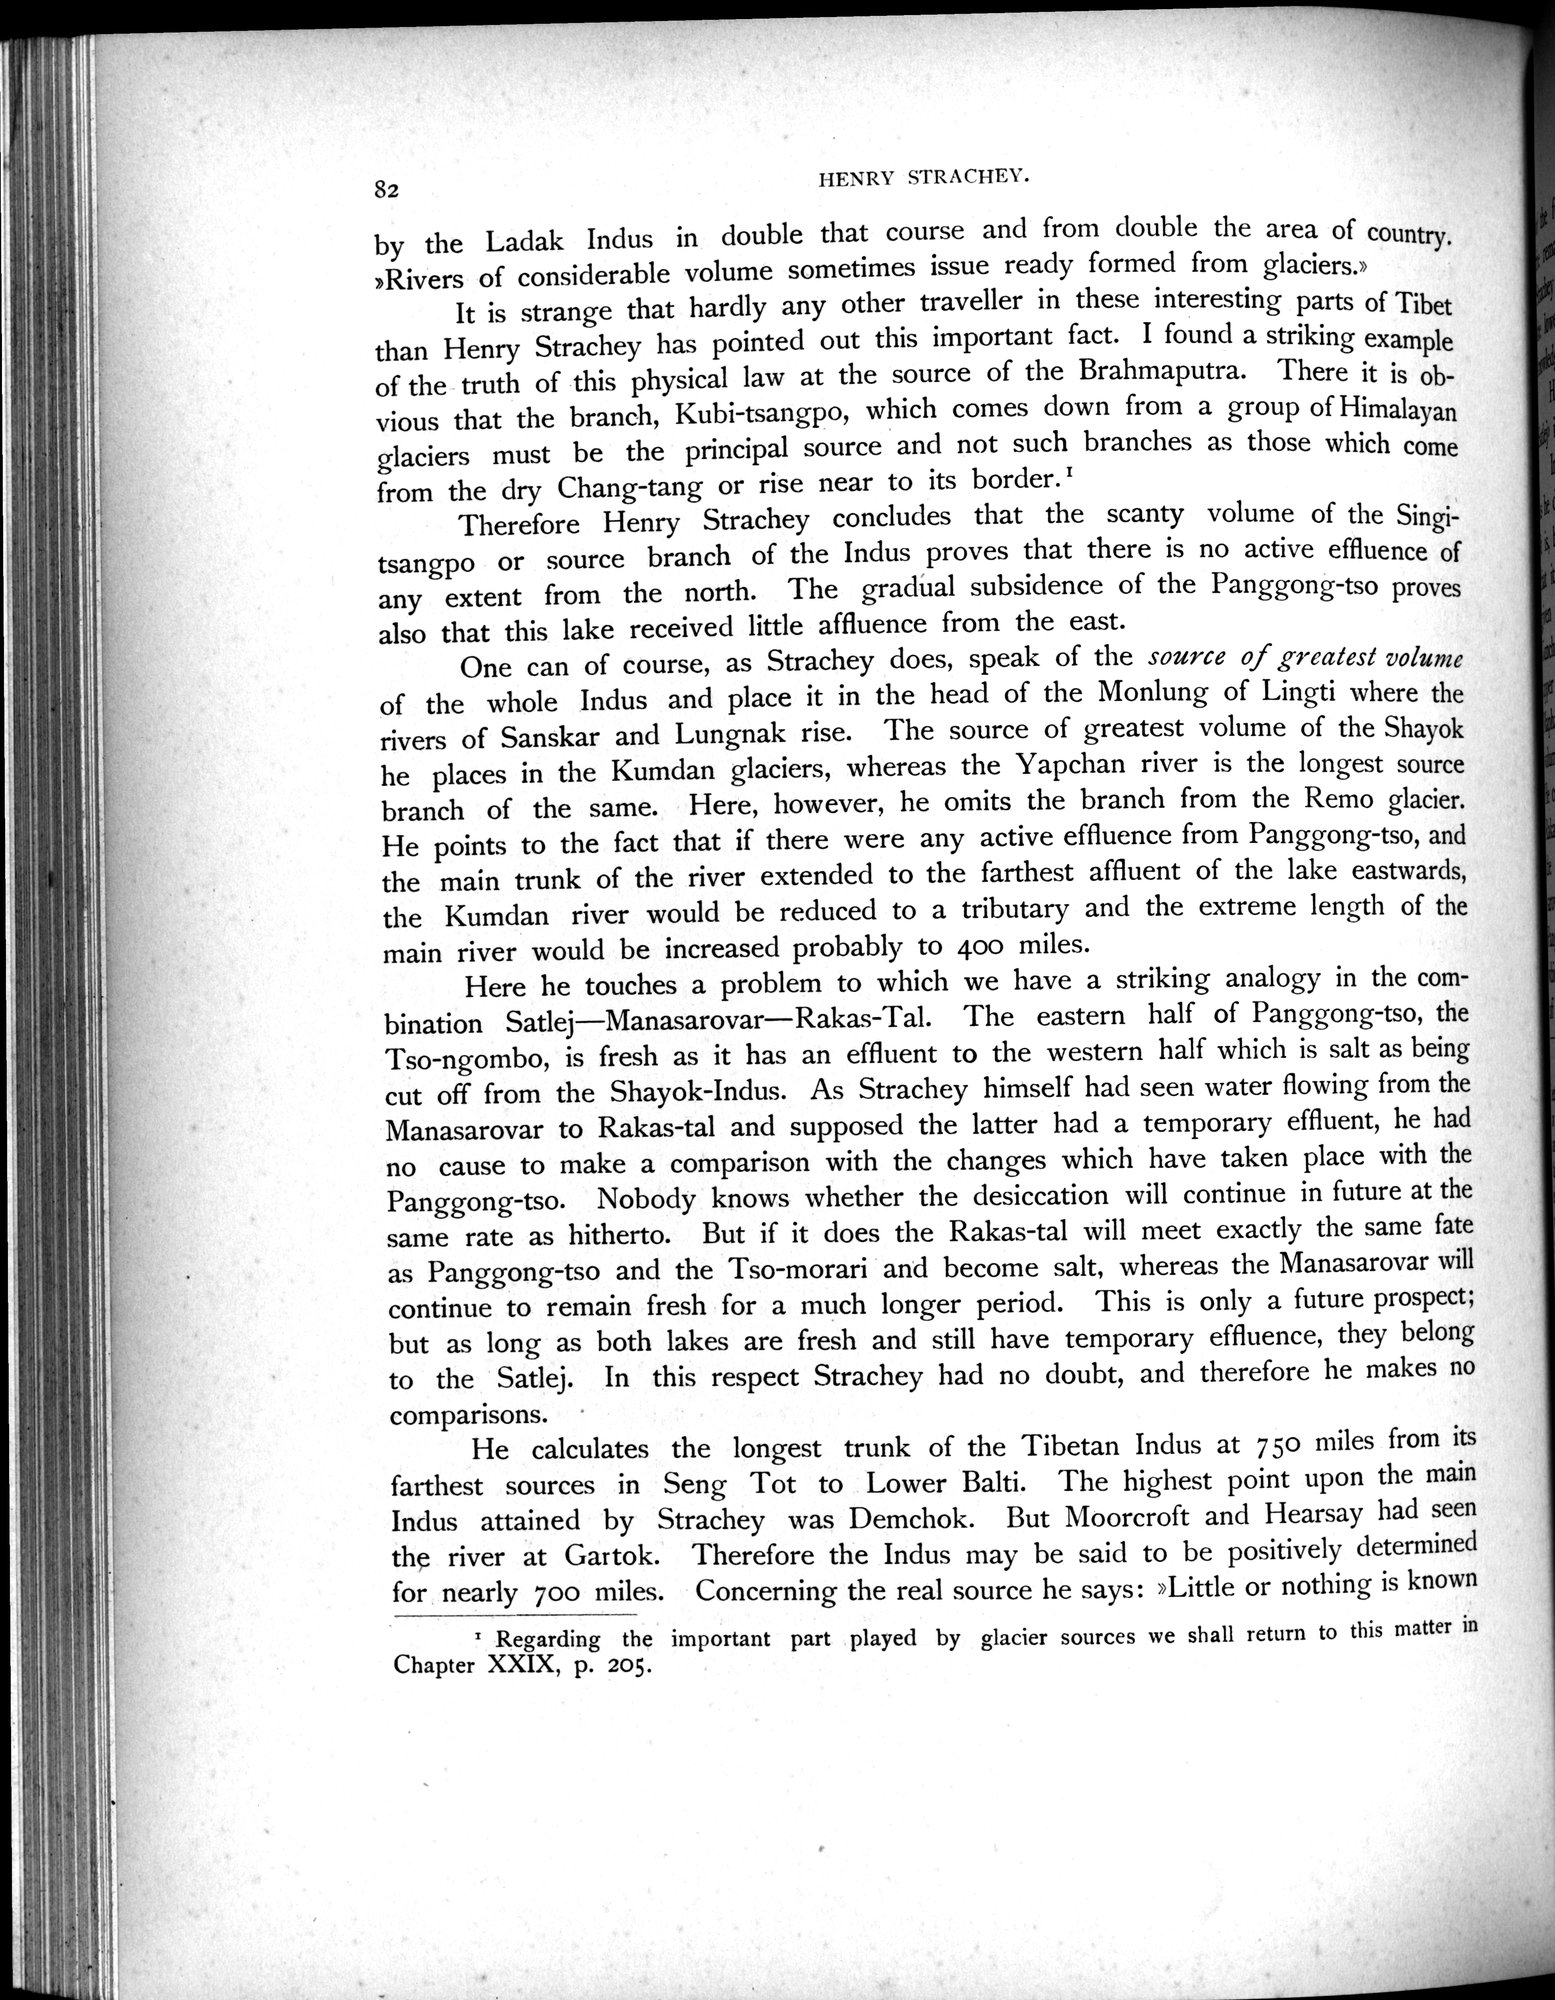 82
HENRY STRACHEY.
by the Ladak Indus in double that course and from double the area of country.
»Rivers of considerable volume sometimes issue ready formed from glaciers.»
It is strange that hardly any other traveller in these interesting parts of Tibet
than Henry Strachey has pointed out this important fact. I found a striking example
of the truth of this physical law at the source of the Brahmaputra. There it is ob-
vious that the branch, Kubi-tsangpo, which comes down from a group of Himalayan
glaciers must be the principal source and not such branches as those which come
from the dry Chang-tang or rise near to its border.¹
Therefore Henry Strachey concludes that the scanty volume of the Singi-
tsangpo or source branch of the Indus proves that there is no active effluence of
any extent from the north. The gradual subsidence of the Panggong-tso proves
also that this lake received little affluence from the east.
One can of course, as Strachey does, speak of the source of greatest volume
of the whole Indus and place it in the head of the Monlung of Lingti where the
rivers of Sanskar and Lungnak rise. The source of greatest volume of the Shayok
he places in the Kumdan glaciers, whereas the Yapchan river is the longest source
branch of the same. Here, however, he omits the branch from the Remo glacier.
He points to the fact that if there were any active effluence from Panggong-tso, and
the main trunk of the river extended to the farthest affluent of the lake eastwards,
the Kumdan river would be reduced to a tributary and the extreme length of the
main river would be increased probably to 400 miles.
Here he touches a problem to which we have a striking analogy in the com-
bination Satlej—Manasarovar—Rakas-Tal. The eastern half of Panggong-tso, the
Tso-ngombo, is fresh as it has an effluent to the western half which is salt as being
cut off from the Shayok-Indus. As Strachey himself had seen water flowing from the
Manasarovar to Rakas-tal and supposed the latter had a temporary effluent, he had
no cause to make a comparison with the changes which have taken place with the
Panggong-tso. Nobody knows whether the desiccation will continue in future at the
same rate as hitherto. But if it does the Rakas-tal will meet exactly the same fate
as Panggong-tso and the Tso-morari and become salt, whereas the Manasarovar will
continue to remain fresh for a much longer period. This is only a future prospect;
but as long as both lakes are fresh and still have temporary effluence, they belong
to the Satlej. In this respect Strachey had no doubt, and therefore he makes no
comparisons.
He calculates the longest trunk of the Tibetan Indus at 750 miles from its
farthest sources in Seng Tot to Lower Balti. The highest point upon the main
Indus attained by Strachey was Demchok. But Moorcroft and Hearsay had seen
the river at Gartok. Therefore the Indus may be said to be positively determined
for nearly 700 miles. Concerning the real source he says: »Little or nothing is known
¹ Regarding the important part played by glacier sources we shall return to this matter in
Chapter XXIX, p. 205.